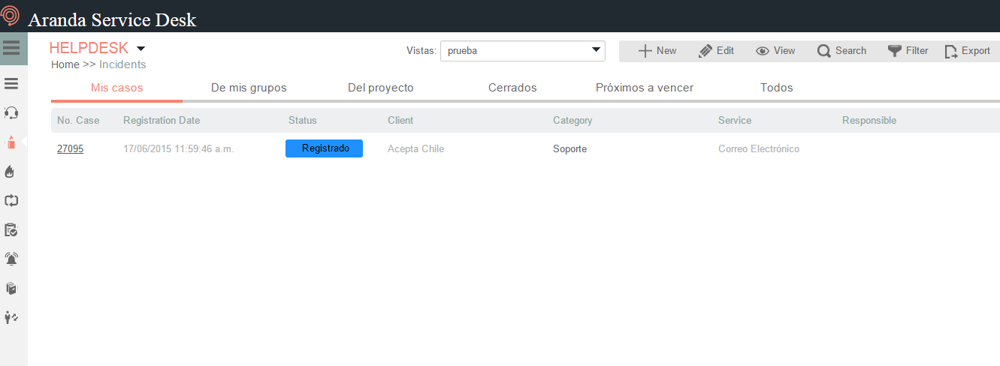 Aranda Service Desk
HELPDESK
Vistas: prueba New Edit View Search Filter Export
Home >> Incidents
Mis casos De mis grupos Del proyecto Cerrados Próximos a vencer Todos
No. Case Registration Date Status Client Category Service Responsible
27095 17/06/2015 11:59:46 a.m. Registrado Acepta Chile Soporte Correo Electrónico